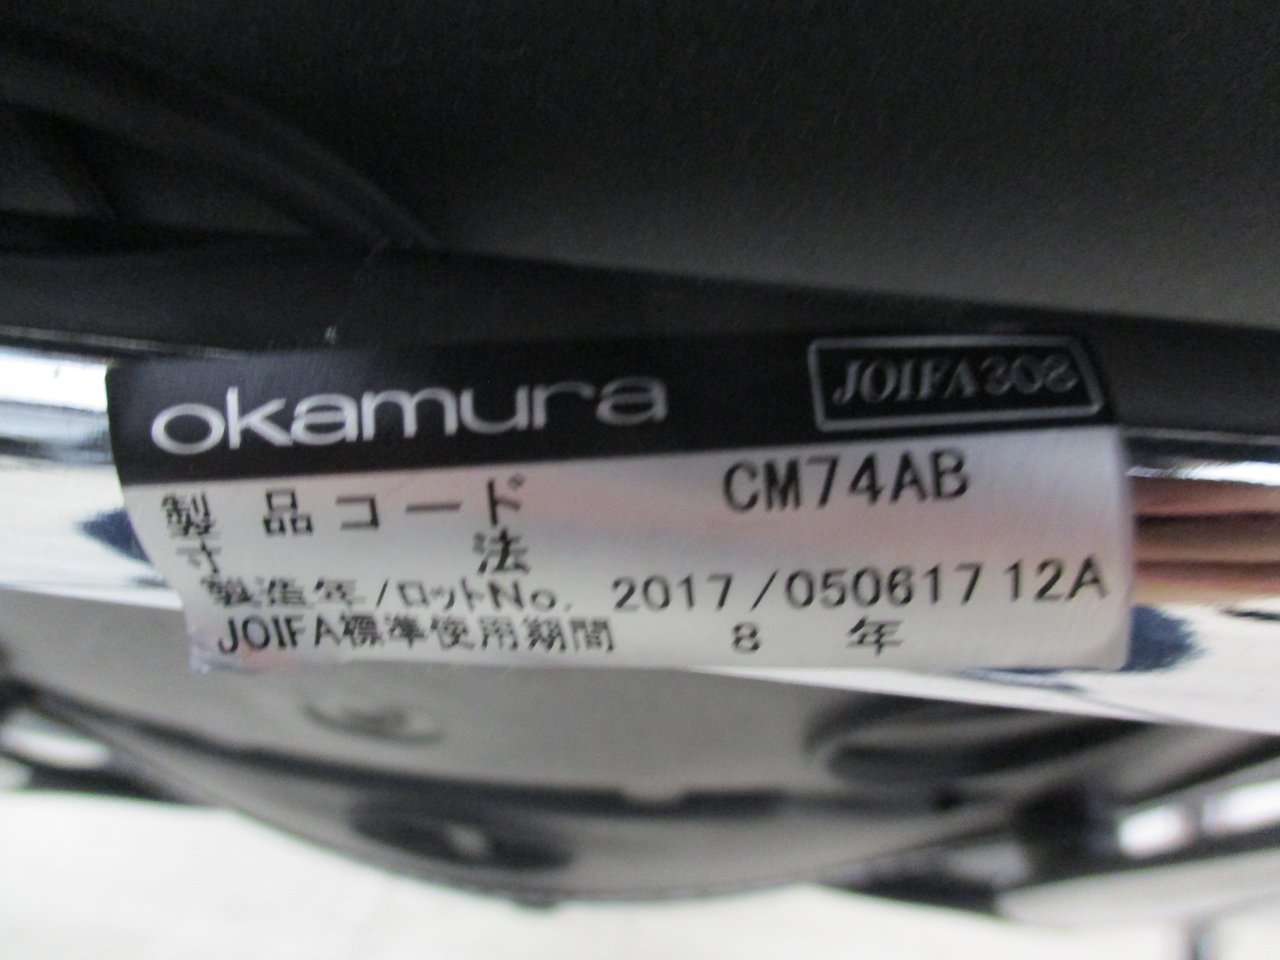 okamura
JOIFA308
製品コード CM74AB
寸法
製造年/ロットNo. 2017/05061712A
JOIFA標準使用期間 8年